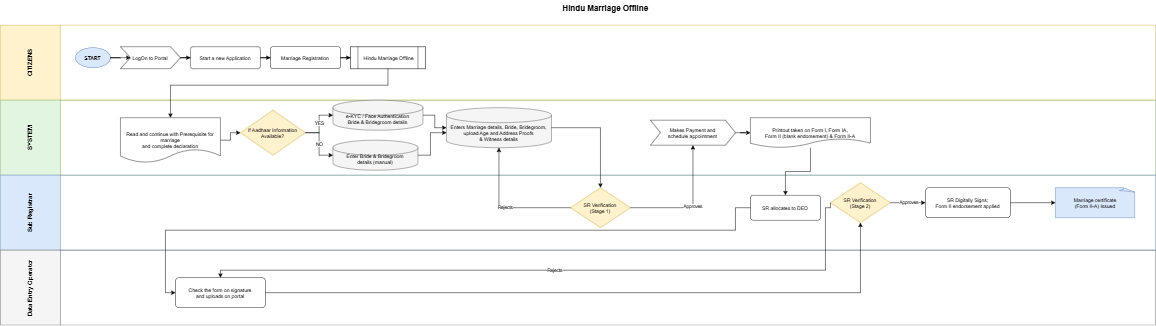 Hindu Marriage Offline
CITIZENS
START
LogOn to Portal
Start a new Application
Marriage Registration
Hindu Marriage Offline
SYSTEM
Read and continue with Prerequisite for
marriage
and complete declaration
If Aadhaar Information
Available?
YES
NO
e-KYC / Face Authentication
Bride & Bridegroom details
Enter Bride & Bridegroom
details (manual)
Enters Marriage details, Bride, Bridegroom,
upload Age and Address Proofs
& Witness details
Makes Payment and
schedule appointment
Printout taken on Form I, Form IA,
Form II (blank endorsement) & Form II-A
Sub Registrar
Rejects
SR Verification
(Stage 1)
Approves
SR allocates to DEO
SR Verification
(Stage 2)
Approves
SR Digitally Signs;
Form II endorsement applied
Marriage certificate
(Form II-A) issued
Data Entry Operator
Rejects
Check the form on signature
and uploads on portal